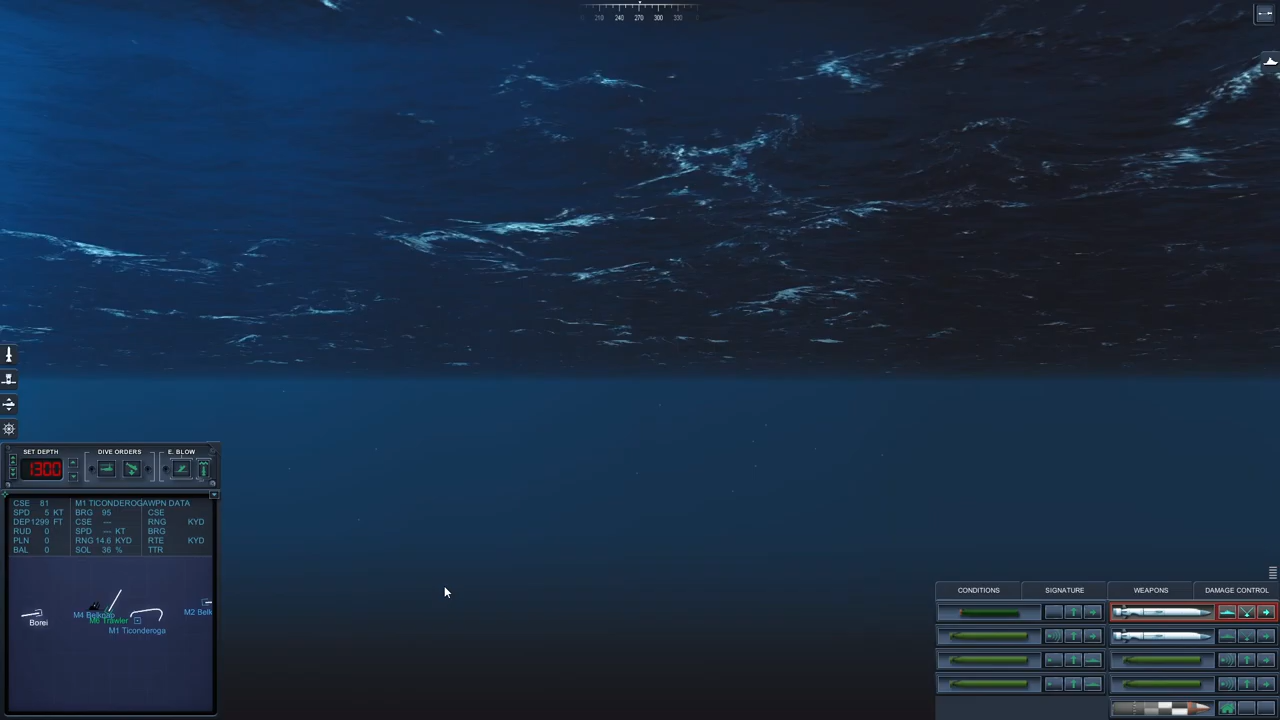 210 240 270 300 330
SET DEPTH DIVE ORDERS E. BLOW
1300
CSE 81 M1 TICONDEROGA WPN DATA
SPD 5 KT BRG 95 CSE
DEP 1299 FT CSE --- RNG KYD
RUD 0 SPD --- KT BRG
PLN 0 RNG 14.6 KYD RTE KYD
BAL 0 SOL 36 % TTR
M2 Belk
M4 Belknap
Borei M6 Trawler
M1 Ticonderoga
CONDITIONS SIGNATURE WEAPONS DAMAGE CONTROL